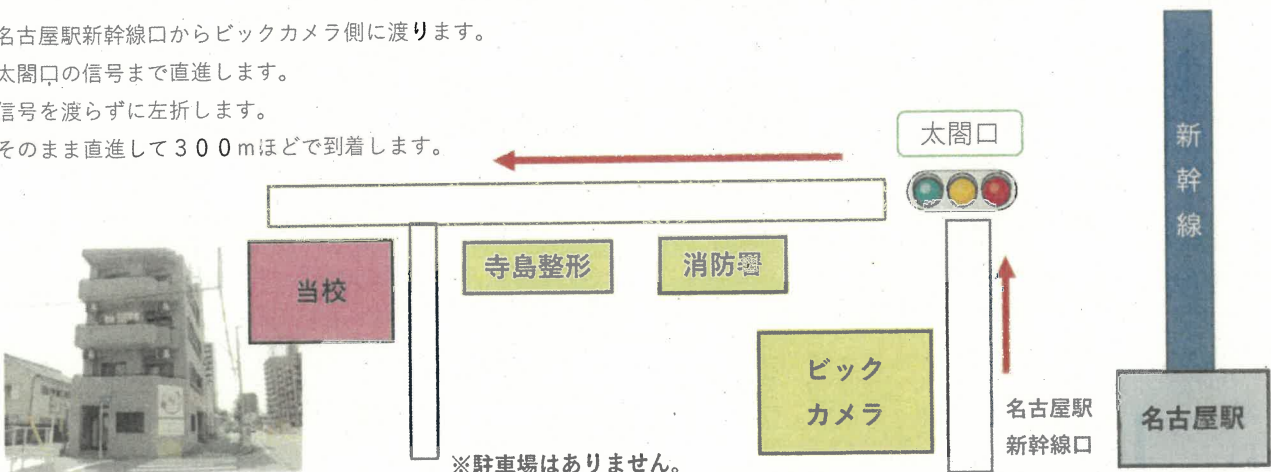 名古屋駅新幹線口からビックカメラ側に渡ります。
太閤口の信号まで直進します。
信号を渡らずに左折します。
そのまま直進して３００ｍほどで到着します。
太閤口
新幹線
当校
寺島整形
消防署
ビック
カメラ
名古屋駅
新幹線口
名古屋駅
※駐車場はありません。